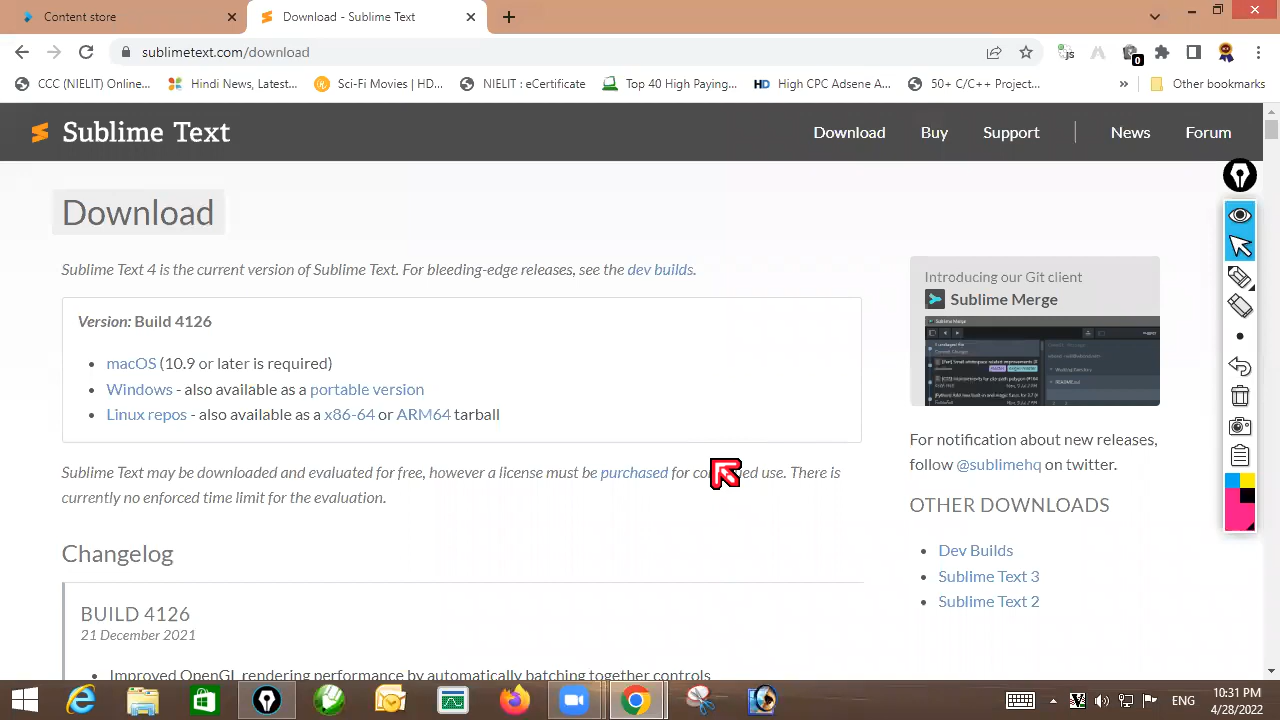 Content store
Download - Sublime Text
sublimetext.com/download
js
0
CCC (NIELIT) Online...
Hindi News, Latest...
Sci-Fi Movies | HD...
NIELIT : eCertificate
Top 40 High Paying,...
HD High CPC Adsene A...
50+ C/C++ Project...
»
Other bookmarks
Sublime Text
Download
Buy
Support
News
Forum
Download
Sublime Text 4 is the current version of Sublime Text. For bleeding-edge releases, see the dev builds.
Version: Build 4126
macOS (10.9 or later is required)
Windows - also available as a portable version
Linux repos - also available as a 64 or ARM64 tarball
Sublime Text may be downloaded and evaluated for free, however a license must be purchased for use. There is
currently no enforced time limit for the evaluation.
Changelog
BUILD 4126
21 December 2021
Improved OpenGL rendering performance by automatically batching together controls
Introducing our Git client
Sublime Merge
Sublime Merge
For notification about new releases,
follow @sublimehq on twitter.
OTHER DOWNLOADS
Dev Builds
Sublime Text 3
Sublime Text 2
ENG
10:31 PM
4/28/2022